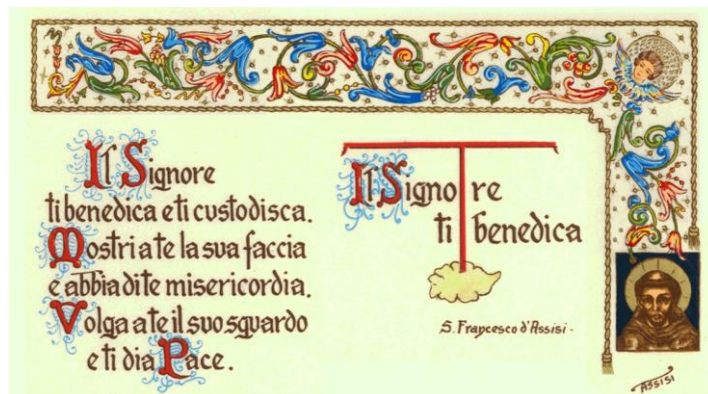 Il Signore
ti benedica e ti custodisca.
Mostri a te la sua faccia
e abbia di te misericordia.
Volga a te il suo sguardo
e ti dia Pace.
Il Signore
ti benedica
S. Francesco d'Assisi -
ASSISI